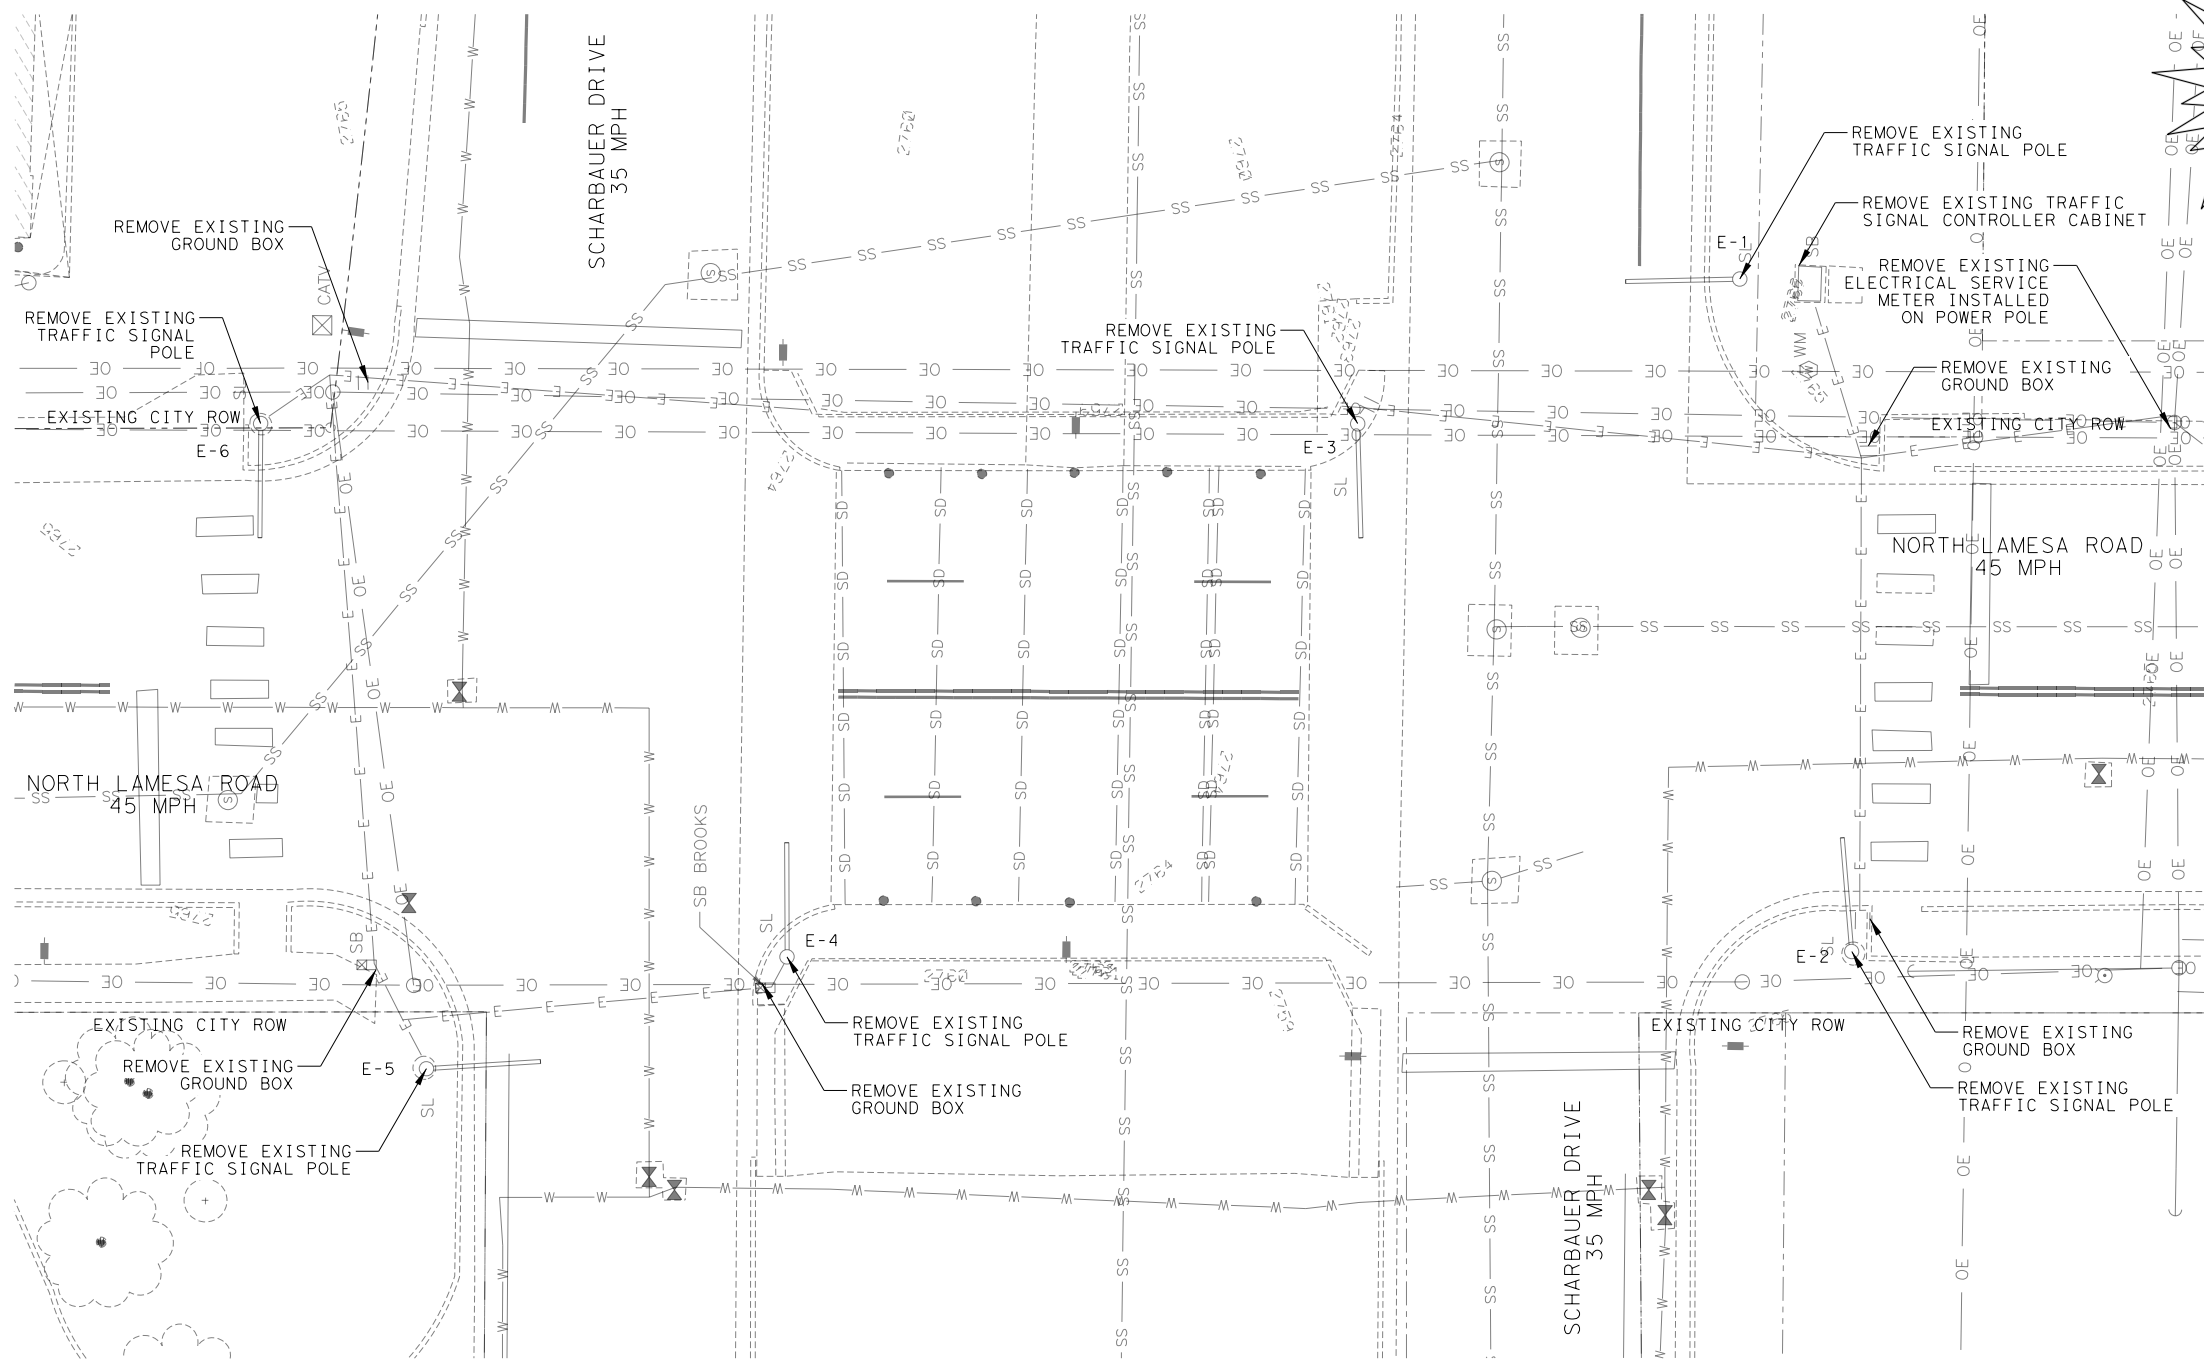 SCHARBAUER DRIVE
35 MPH
REMOVE EXISTING
TRAFFIC SIGNAL POLE
REMOVE EXISTING TRAFFIC
SIGNAL CONTROLLER CABINET
E-1
SL
SB
REMOVE EXISTING
ELECTRICAL SERVICE
METER INSTALLED
ON POWER POLE
REMOVE EXISTING
GROUND BOX
CATV
REMOVE EXISTING
TRAFFIC SIGNAL
POLE
REMOVE EXISTING
TRAFFIC SIGNAL POLE
WM
REMOVE EXISTING
GROUND BOX
EXISTING CITY ROW
E-6
E-3
SL
EXISTING CITY ROW
NORTH LAMESA ROAD
45 MPH
NORTH LAMESA ROAD
45 MPH
SB BROOKS
SL
E-4
SB
E-2
SL
EXISTING CITY ROW
REMOVE EXISTING
GROUND BOX
E-5
SL
REMOVE EXISTING
TRAFFIC SIGNAL POLE
REMOVE EXISTING
TRAFFIC SIGNAL POLE
REMOVE EXISTING
GROUND BOX
EXISTING CITY ROW
REMOVE EXISTING
GROUND BOX
REMOVE EXISTING
TRAFFIC SIGNAL POLE
SCHARBAUER DRIVE
35 MPH